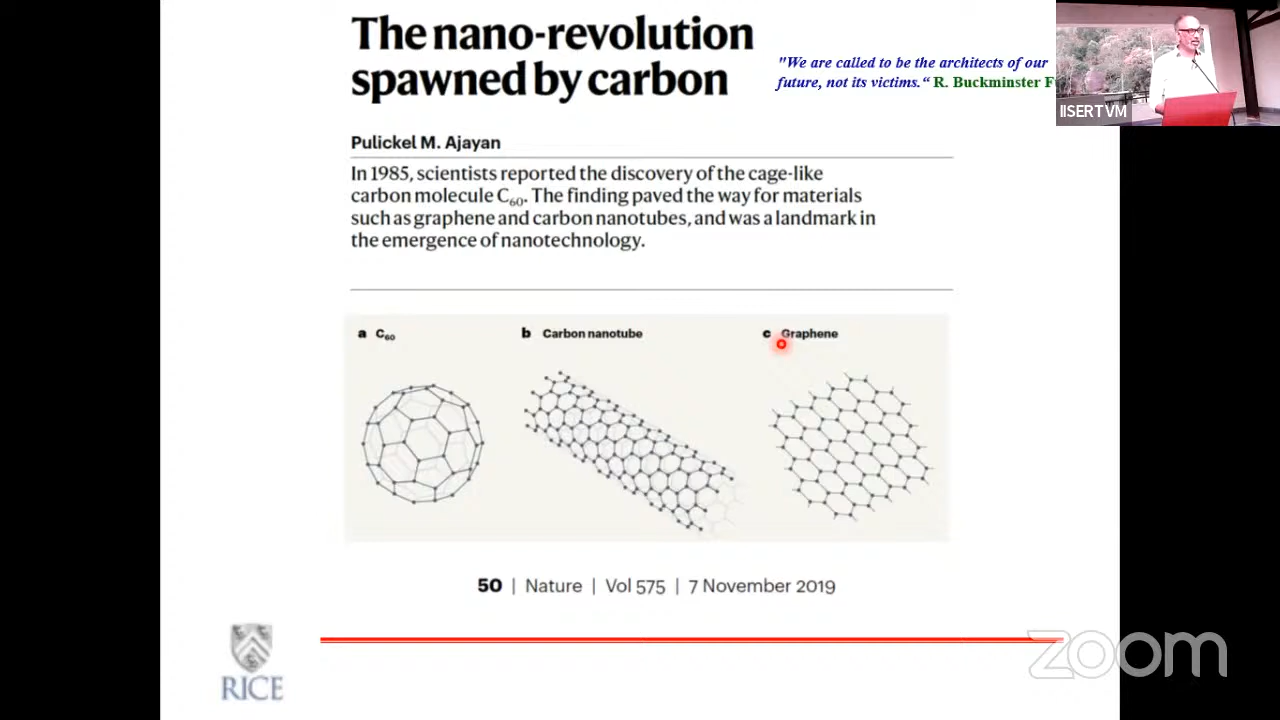 The nano-revolution
spawned by carbon
"We are called to be the architects of our
future, not its victims.“ R. Buckminster F
IISERTVM
Pulickel M. Ajayan
In 1985, scientists reported the discovery of the cage-like
carbon molecule C₆₀. The finding paved the way for materials
such as graphene and carbon nanotubes, and was a landmark in
the emergence of nanotechnology.
a C₆₀
b Carbon nanotube
c Graphene
50 | Nature | Vol 575 | 7 November 2019
RICE
zoom